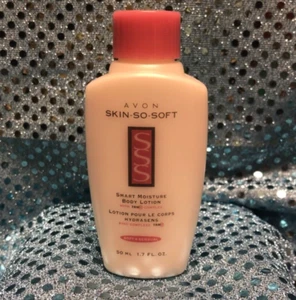 AVON
SKIN·SO·SOFT
SSS
SMART MOISTURE
BODY LOTION
LOTION POUR LE CORPS
HYDRASENS
50 ML 1.7 FL. OZ.